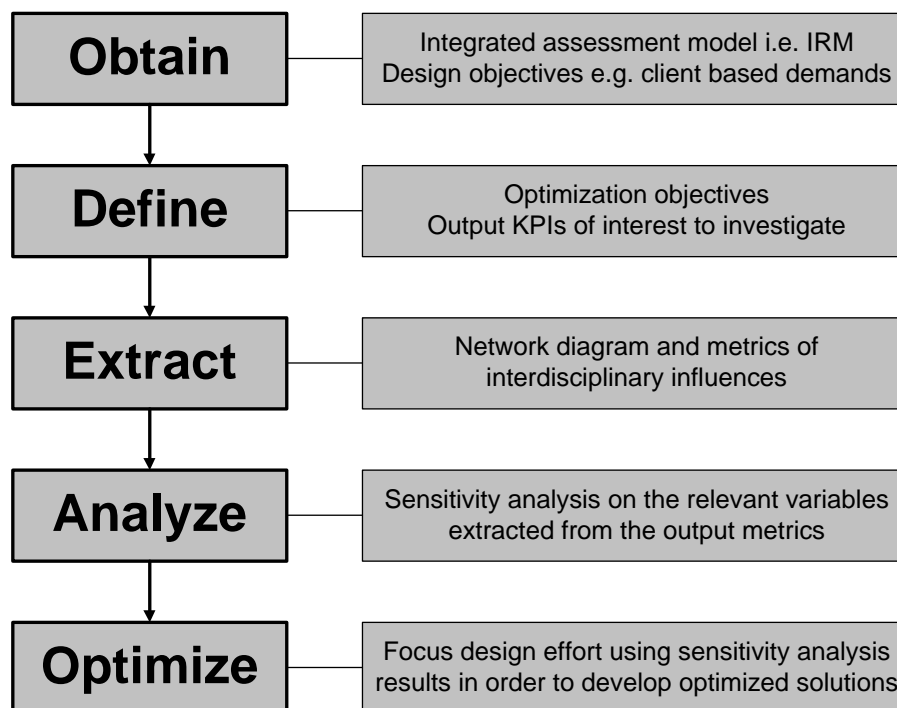 Obtain
Integrated assessment model i.e. IRM
Design objectives e.g. client based demands
Define
Optimization objectives
Output KPIs of interest to investigate
Extract
Network diagram and metrics of
interdisciplinary influences
Analyze
Sensitivity analysis on the relevant variables
extracted from the output metrics
Optimize
Focus design effort using sensitivity analysis
results in order to develop optimized solutions